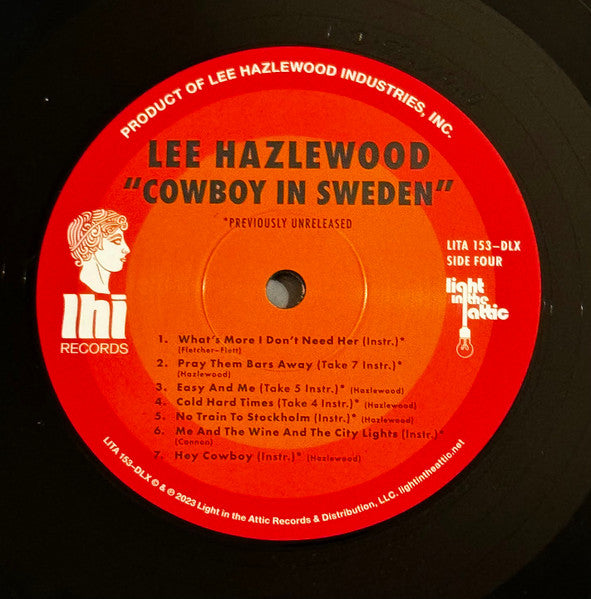 PRODUCT OF LEE HAZLEWOOD INDUSTRIES, INC.
LEE HAZLEWOOD
"COWBOY IN SWEDEN"
*PREVIOUSLY UNRELEASED
LITA 153-DLX
SIDE FOUR
light
in the
attic
lhi
RECORDS
1. What's More I Don't Need Her (Instr.)*
(Fletcher-Flett)
2. Pray Them Bars Away (Take 7 Instr.)*
(Hazlewood)
3. Easy And Me (Take 5 Instr.)* (Hazlewood)
4. Cold Hard Times (Take 4 Instr.)* (Hazlewood)
5. No Train To Stockholm (Instr.)* (Hazlewood)
6. Me And The Wine And The City Lights (Instr.)*
(Cannon)
7. Hey Cowboy (Instr.)* (Hazlewood)
LITA 153-DLX © & ℗ 2023 Light in the Attic Records & Distribution, LLC. lightintheattic.net